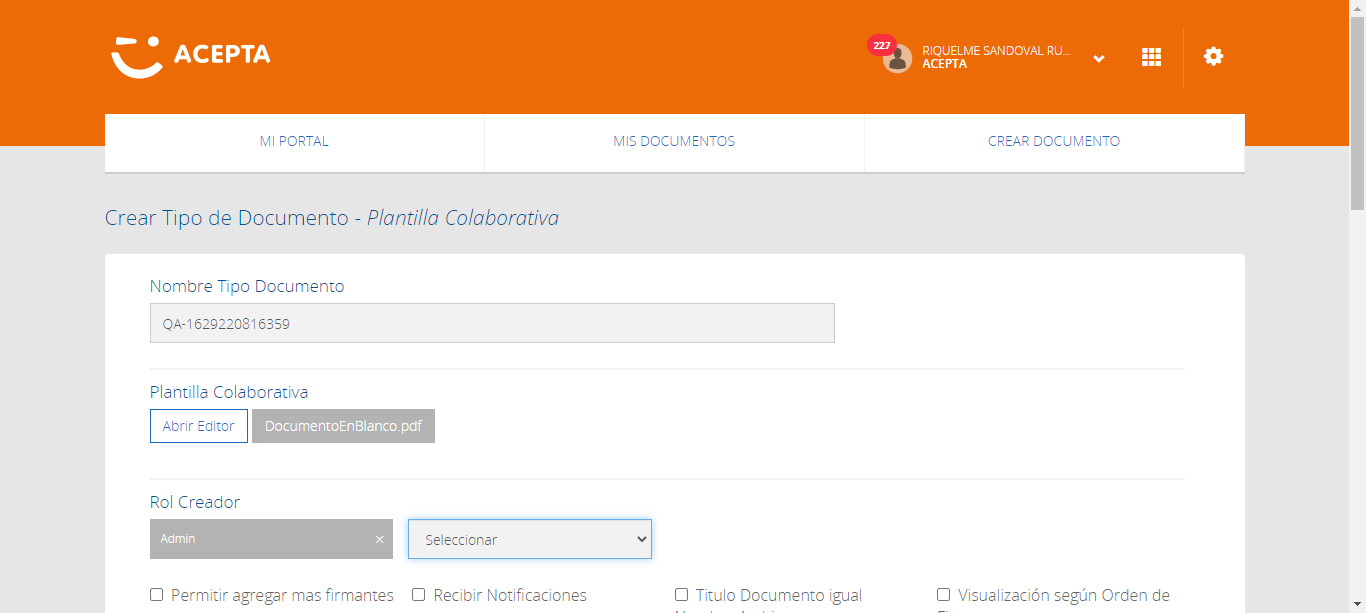 ACEPTA
227
RIQUELME SANDOVAL RU...
ACEPTA
MI PORTAL
MIS DOCUMENTOS
CREAR DOCUMENTO
Crear Tipo de Documento - Plantilla Colaborativa
Nombre Tipo Documento
QA-1629220816359
Plantilla Colaborativa
Abrir Editor
DocumentoEnBlanco.pdf
Rol Creador
Admin ×
Seleccionar
Permitir agregar mas firmantes
Recibir Notificaciones
Titulo Documento igual
Visualización según Orden de